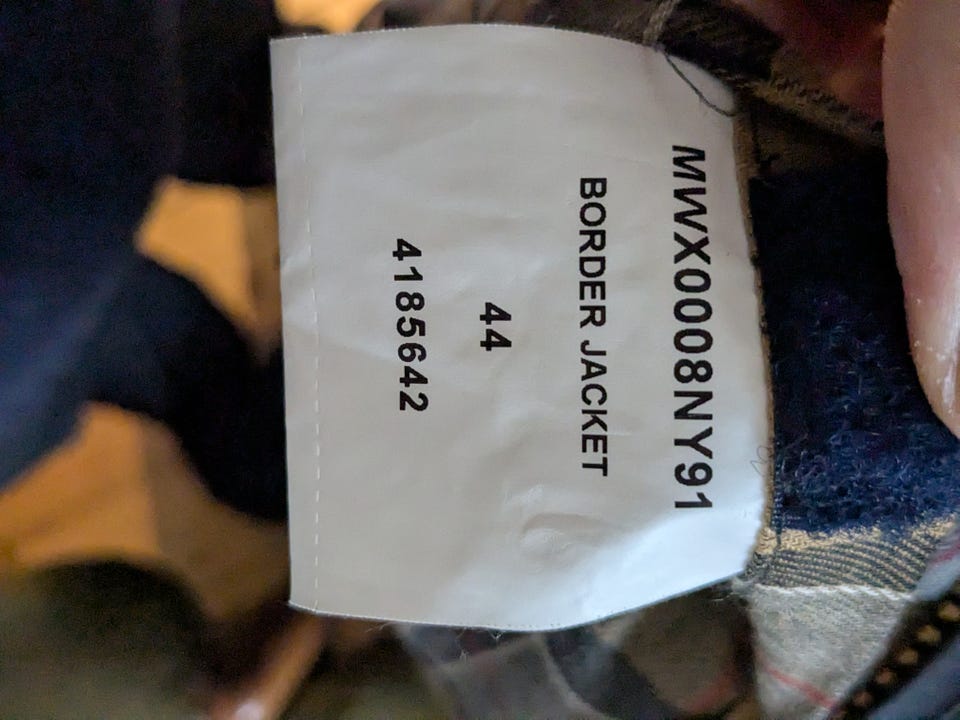 MWX0008NY91
BORDER JACKET
44
4185642